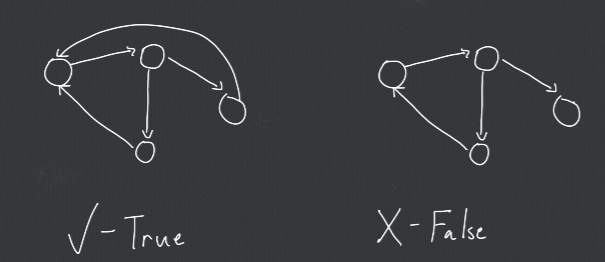 √ - True
X - False